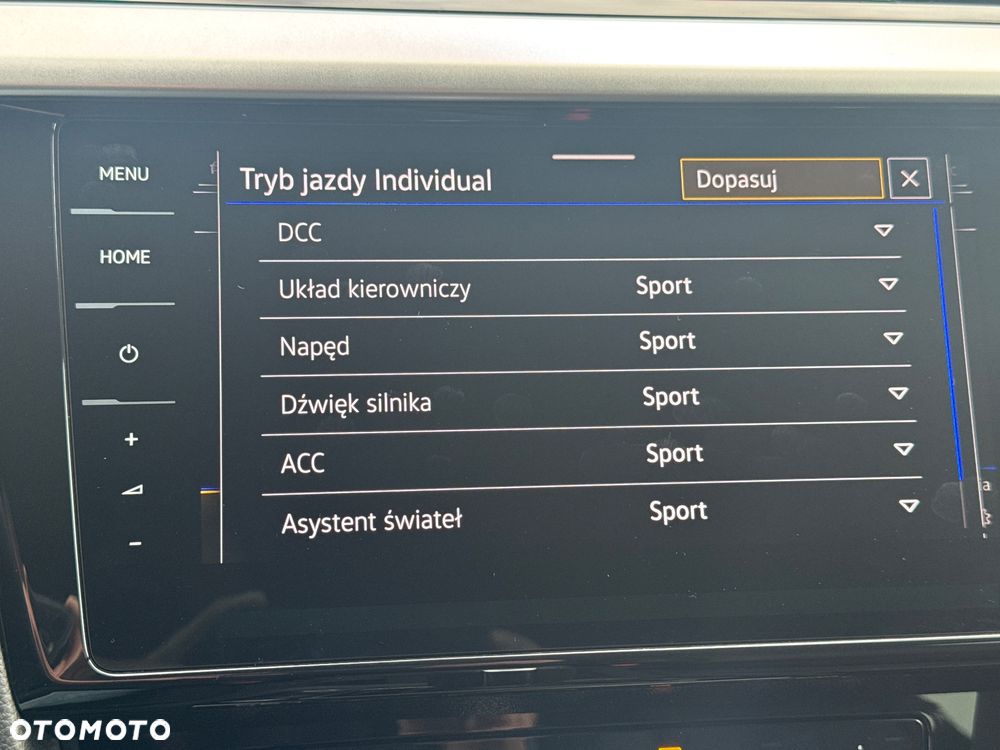 MENU
HOME
+
-
Tryb jazdy Individual
Dopasuj
DCC
Układ kierowniczy Sport
Napęd Sport
Dźwięk silnika Sport
ACC Sport
Asystent świateł Sport
a
OTOMOTO